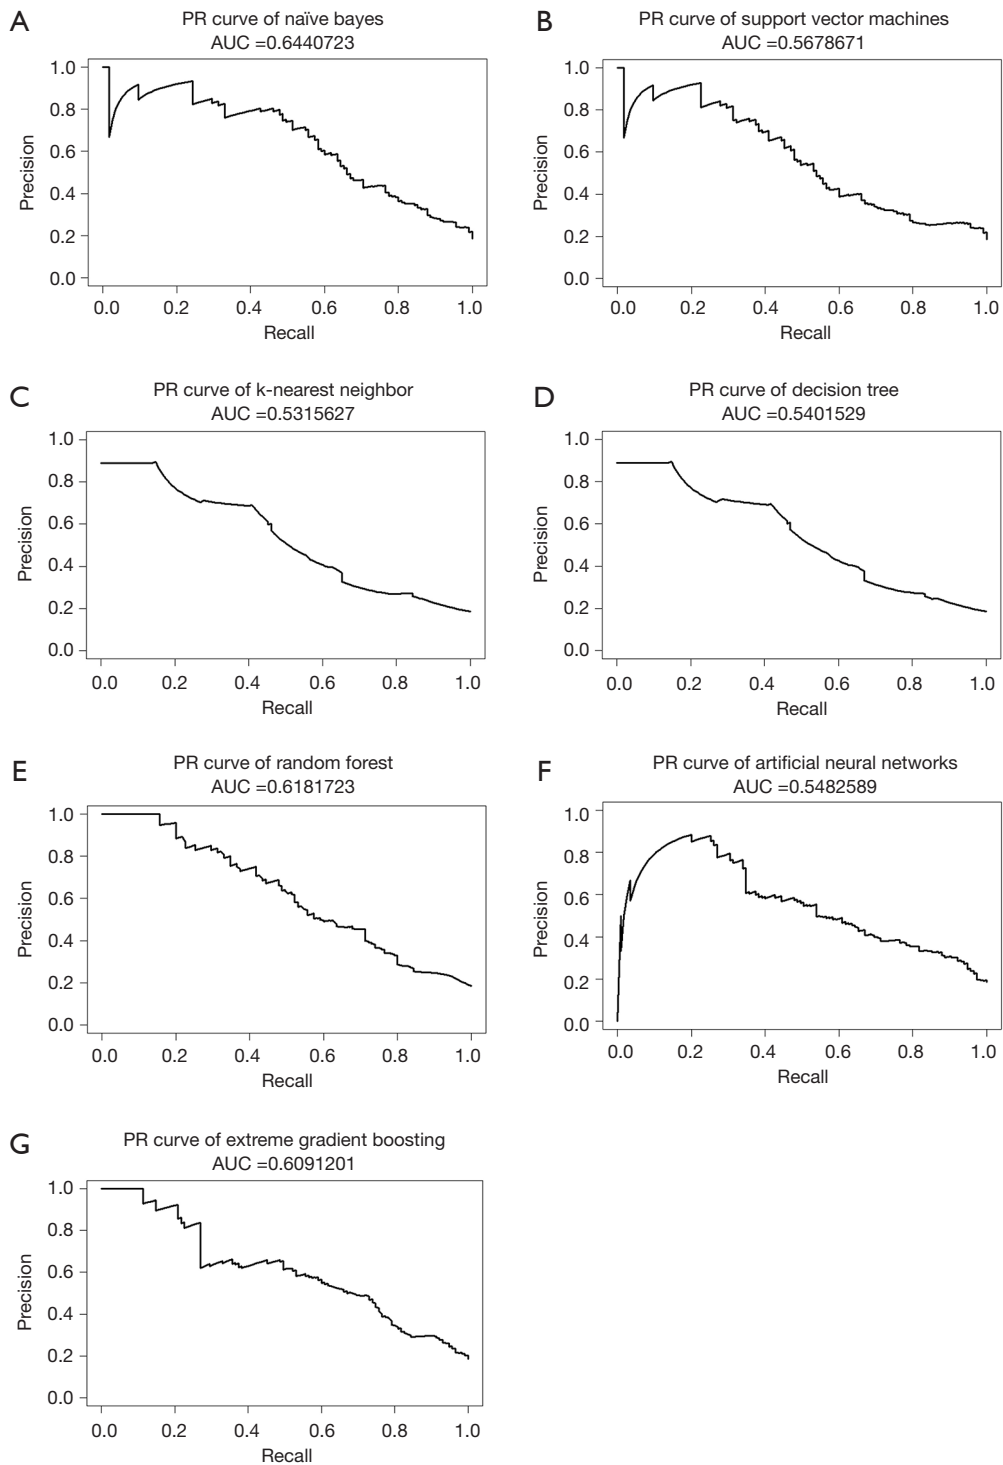 A
PR curve of naïve bayes
AUC =0.6440723
1.0
0.8
0.6
0.4
0.2
0.0
Precision
0.0 0.2 0.4 0.6 0.8 1.0
Recall
B
PR curve of support vector machines
AUC =0.5678671
1.0
0.8
0.6
0.4
0.2
0.0
Precision
0.0 0.2 0.4 0.6 0.8 1.0
Recall
C
PR curve of k-nearest neighbor
AUC =0.5315627
1.0
0.8
0.6
0.4
0.2
0.0
Precision
0.0 0.2 0.4 0.6 0.8 1.0
Recall
D
PR curve of decision tree
AUC =0.5401529
1.0
0.8
0.6
0.4
0.2
0.0
Precision
0.0 0.2 0.4 0.6 0.8 1.0
Recall
E
PR curve of random forest
AUC =0.6181723
1.0
0.8
0.6
0.4
0.2
0.0
Precision
0.0 0.2 0.4 0.6 0.8 1.0
Recall
F
PR curve of artificial neural networks
AUC =0.5482589
1.0
0.8
0.6
0.4
0.2
0.0
Precision
0.0 0.2 0.4 0.6 0.8 1.0
Recall
G
PR curve of extreme gradient boosting
AUC =0.6091201
1.0
0.8
0.6
0.4
0.2
0.0
Precision
0.0 0.2 0.4 0.6 0.8 1.0
Recall